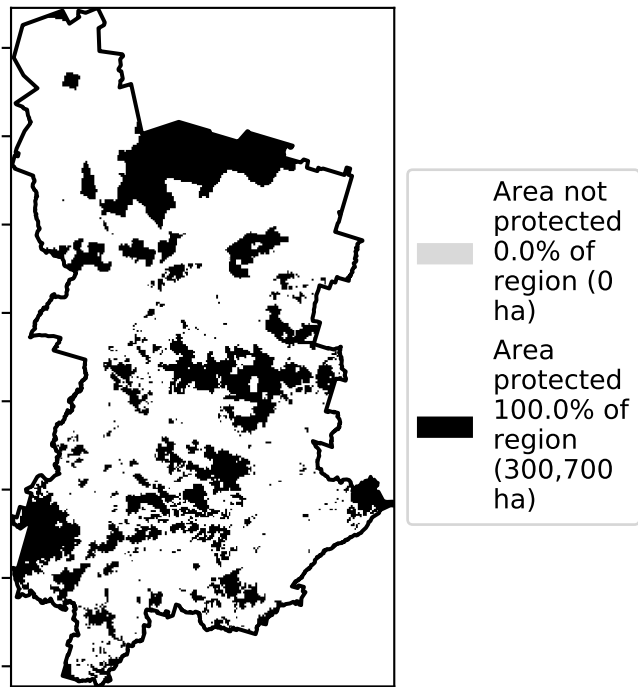 Area not
protected
0.0% of
region (0
ha)
Area
protected
100.0% of
region
(300,700
ha)